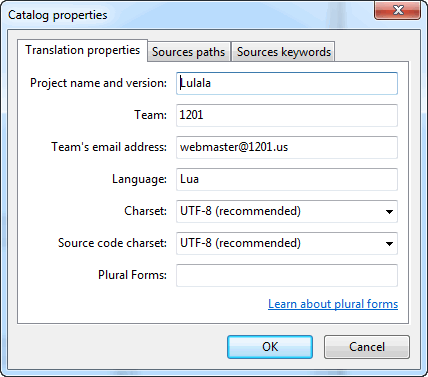 Catalog properties
Translation properties
Sources paths
Sources keywords
Project name and version: Lulala
Team: 1201
Team's email address: webmaster@1201.us
Language: Lua
Charset: UTF-8 (recommended)
Source code charset: UTF-8 (recommended)
Plural Forms:
Learn about plural forms
OK Cancel